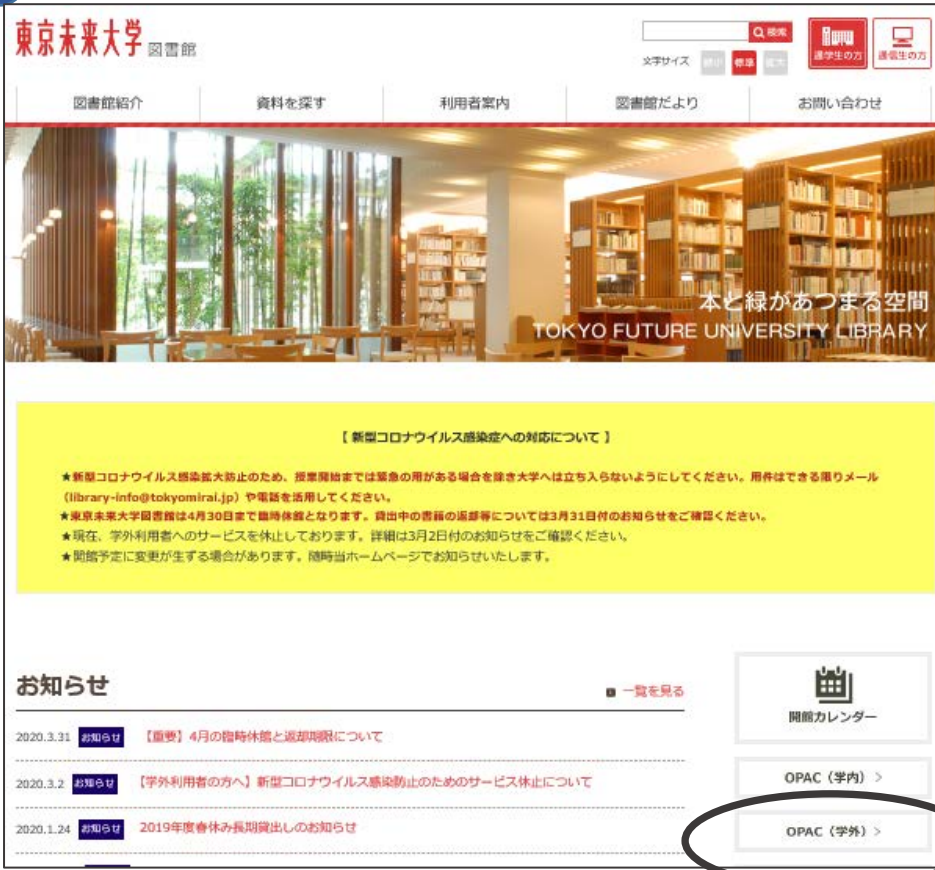 東京未来大学 図書館
検索
文字サイズ 縮小 標準 拡大
通学生の方
通信生の方
図書館紹介
資料を探す
利用者案内
図書館だより
お問い合わせ
本と緑があつまる空間
TOKYO FUTURE UNIVERSITY LIBRARY
【 新型コロナウイルス感染症への対応について 】
★新型コロナウイルス感染拡大防止のため、授業開始までは緊急の用がある場合を除き大学へは立ち入らないようにしてください。用件はできる限りメール
（library-info@tokyomirai.jp）や電話を活用してください。
★東京未来大学図書館は4月30日まで臨時休館となります。貸出中の書籍の返却等については3月31日付のお知らせをご確認ください。
★現在、学外利用者へのサービスを休止しております。詳細は3月2日付のお知らせをご確認ください。
★開館予定に変更が生ずる場合があります。随時当ホームページでお知らせいたします。
お知らせ
一覧を見る
2020.3.31 お知らせ 【重要】4月の臨時休館と返却期限について
2020.3.2 お知らせ 【学外利用者の方へ】新型コロナウイルス感染防止のためのサービス休止について
2020.1.24 お知らせ 2019年度春休み長期貸出しのお知らせ
開館カレンダー
OPAC（学内）>
OPAC（学外）>